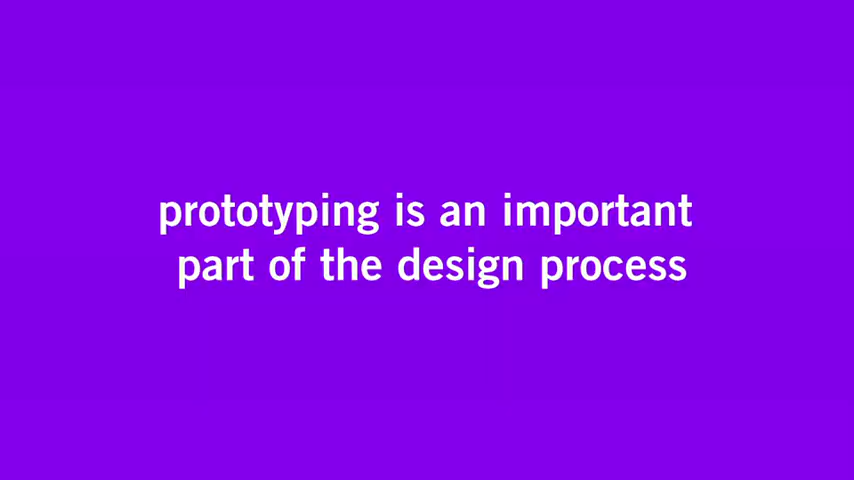 prototyping is an important
part of the design process